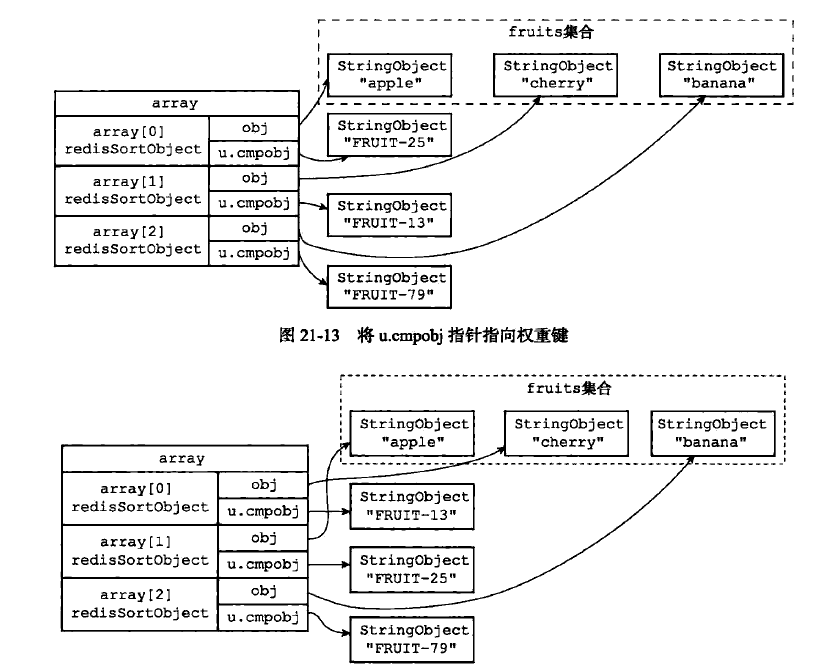 fruits集合
StringObject
"apple"
StringObject
"cherry"
StringObject
"banana"
array
array[0]
redisSortObject
obj
u.cmpobj
StringObject
"FRUIT-25"
array[1]
redisSortObject
obj
u.cmpobj
StringObject
"FRUIT-13"
array[2]
redisSortObject
obj
u.cmpobj
StringObject
"FRUIT-79"
图 21-13 将 u.cmpobj 指针指向权重键
fruits集合
StringObject
"apple"
StringObject
"cherry"
StringObject
"banana"
array
array[0]
redisSortObject
obj
u.cmpobj
StringObject
"FRUIT-13"
array[1]
redisSortObject
obj
u.cmpobj
StringObject
"FRUIT-25"
array[2]
redisSortObject
obj
u.cmpobj
StringObject
"FRUIT-79"